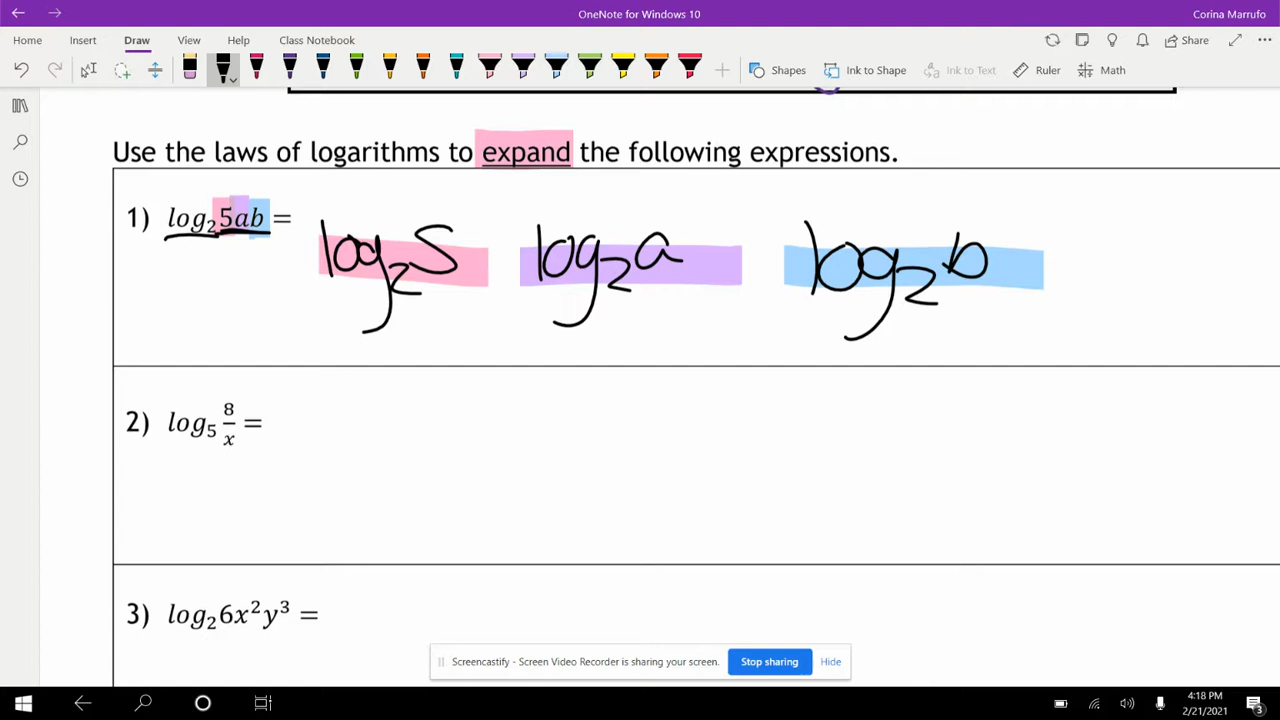 OneNote for Windows 10
Corina Marrufo
Home Insert Draw View Help Class Notebook Share
Shapes Ink to Shape Ink to Text Ruler Math
Use the laws of logarithms to expand the following expressions.
1) log₂5ab = log₂5 log₂a log₂b
2) log₅ 8/x =
3) log₂6x²y³ =
Screencastify - Screen Video Recorder is sharing your screen. Stop sharing Hide
4:18 PM
2/21/2021
3